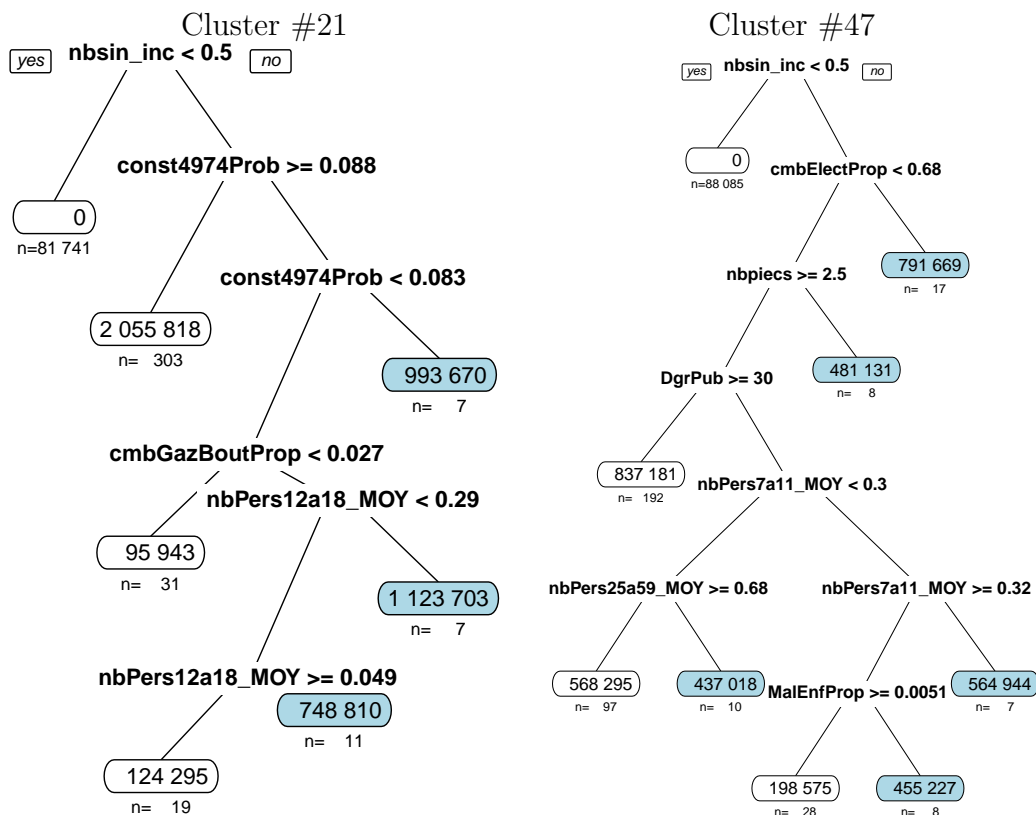 Cluster #21
yes
nbsin_inc < 0.5
no
const4974Prob >= 0.088
0
n=81 741
const4974Prob < 0.083
2 055 818
n= 303
993 670
n= 7
cmbGazBoutProp < 0.027
nbPers12a18_MOY < 0.29
95 943
n= 31
1 123 703
n= 7
nbPers12a18_MOY >= 0.049
748 810
n= 11
124 295
n= 19
Cluster #47
yes
nbsin_inc < 0.5
no
0
n=88 085
cmbElectProp < 0.68
nbpiecs >= 2.5
791 669
n= 17
DgrPub >= 30
481 131
n= 8
837 181
n= 192
nbPers7a11_MOY < 0.3
nbPers25a59_MOY >= 0.68
nbPers7a11_MOY >= 0.32
568 295
n= 97
437 018
n= 10
MalEnfProp >= 0.0051
564 944
n= 7
198 575
n= 28
455 227
n= 8